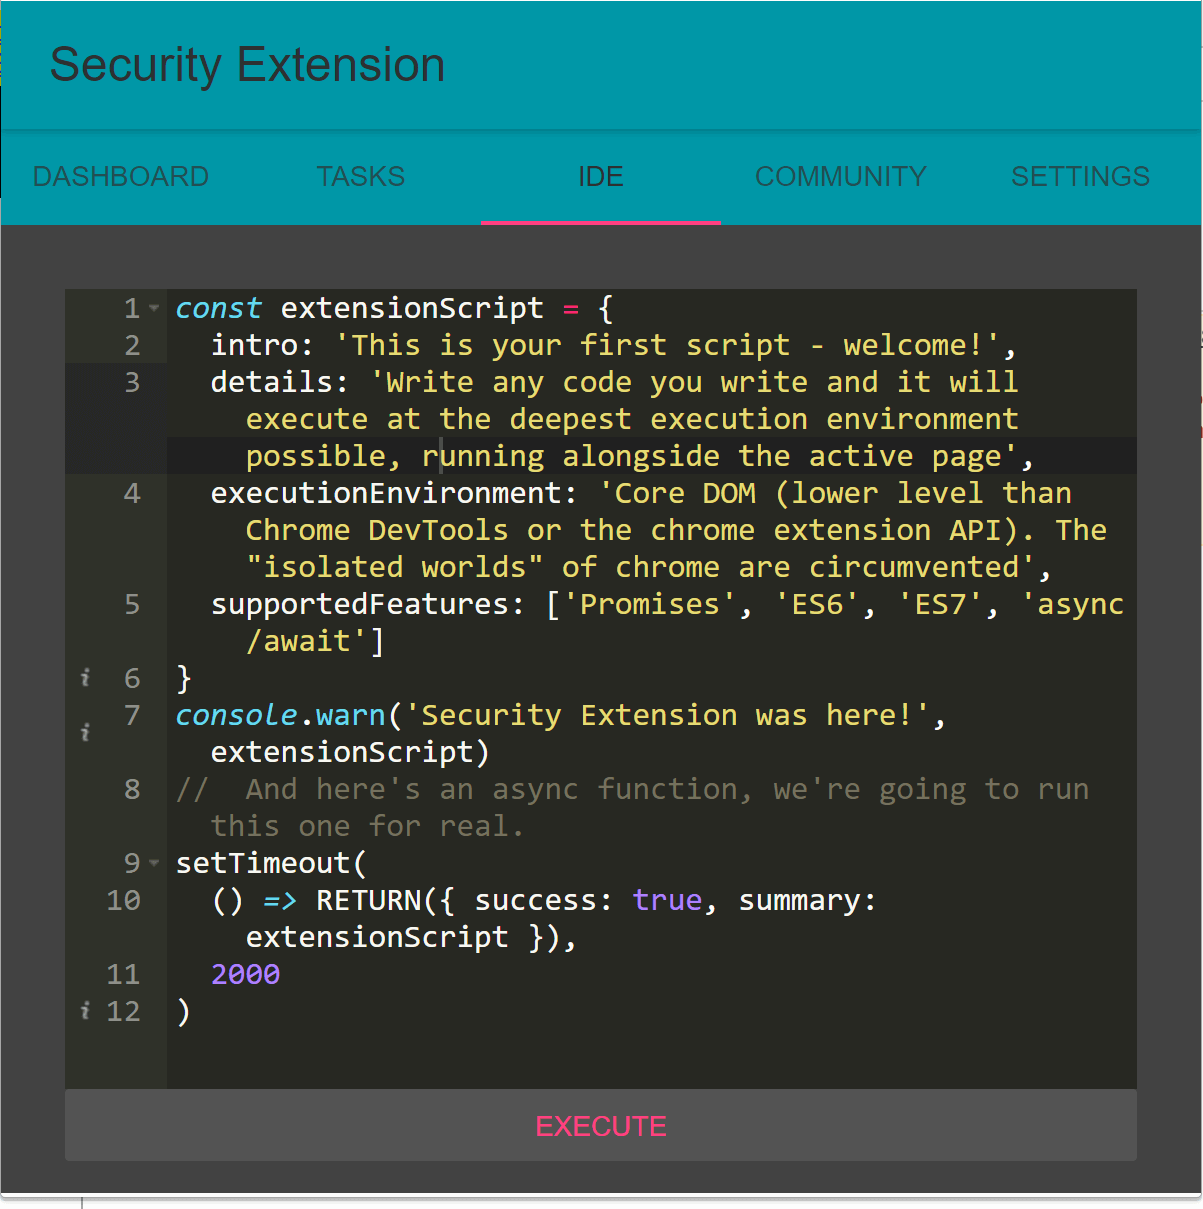 Security Extension
DASHBOARD TASKS IDE COMMUNITY SETTINGS
1 const extensionScript = {
2 intro: 'This is your first script - welcome!',
3 details: 'Write any code you write and it will
execute at the deepest execution environment
possible, running alongside the active page',
4 executionEnvironment: 'Core DOM (lower level than
Chrome DevTools or the chrome extension API). The
"isolated worlds" of chrome are circumvented',
5 supportedFeatures: ['Promises', 'ES6', 'ES7', 'async
/await']
i 6 }
i 7 console.warn('Security Extension was here!',
extensionScript)
8 //  And here's an async function, we're going to run
this one for real.
9 setTimeout(
10 () => RETURN({ success: true, summary:
extensionScript }),
11 2000
i 12 )
EXECUTE